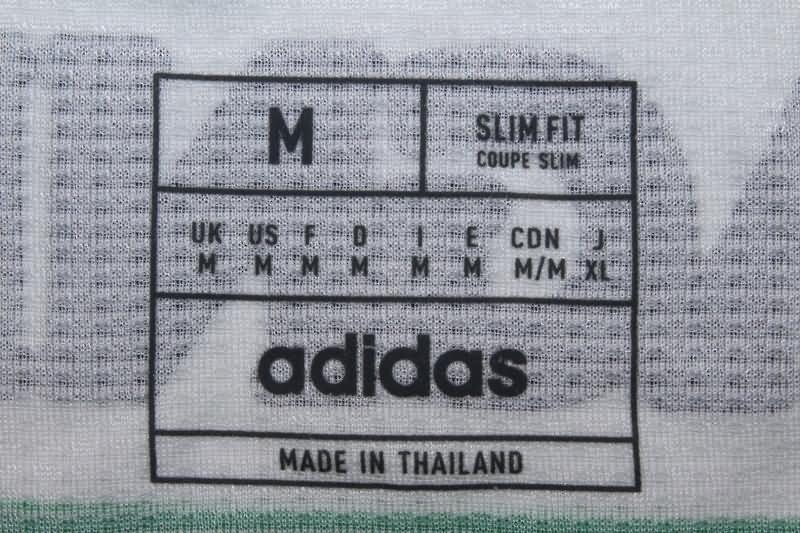 M
SLIM FIT
COUPE SLIM
UK US F D I E CDN J
M M M M M M M/M XL
adidas
MADE IN THAILAND